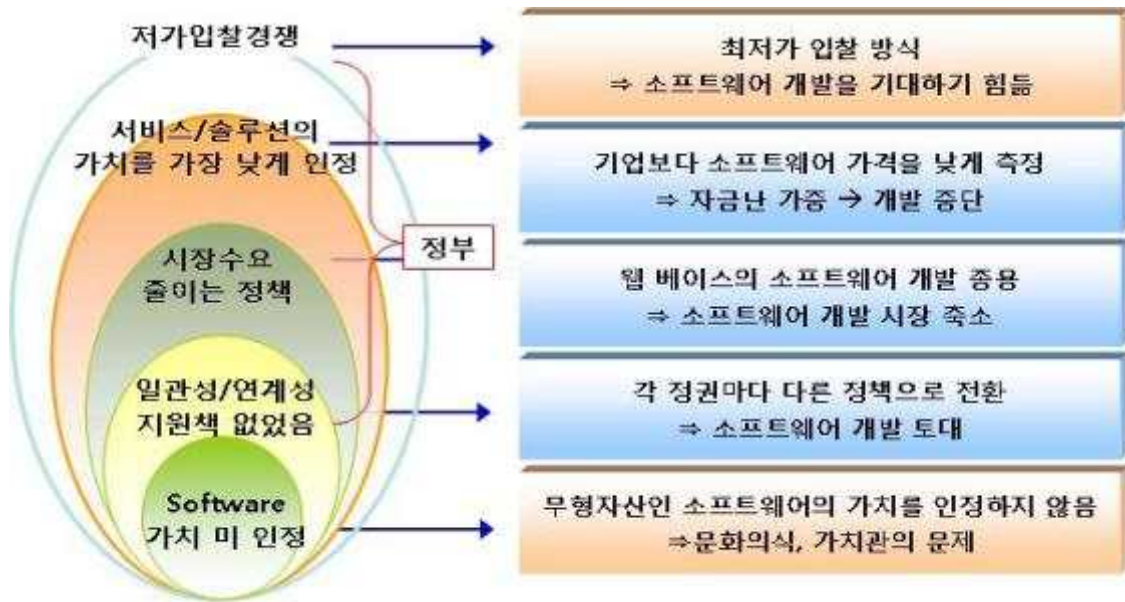 저가입찰경쟁
서비스/솔루션의
가치를 가장 낮게 인정
시장수요
줄이는 정책
일관성/연계성
지원책 없었음
Software
가치 미 인정
정부
최저가 입찰 방식
⇒ 소프트웨어 개발을 기대하기 힘듦
기업보다 소프트웨어 가격을 낮게 측정
⇒ 자금난 가중 → 개발 중단
웹 베이스의 소프트웨어 개발 종용
⇒ 소프트웨어 개발 시장 축소
각 정권마다 다른 정책으로 전환
⇒ 소프트웨어 개발 토대
무형자산인 소프트웨어의 가치를 인정하지 않음
⇒문화의식, 가치관의 문제